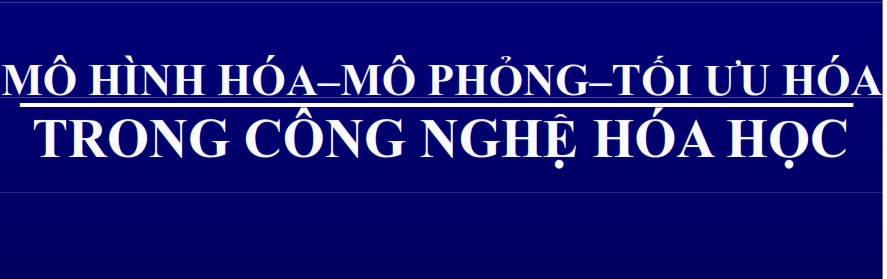 MÔ HÌNH HÓA–MÔ PHỎNG–TỐI ƯU HÓA
TRONG CÔNG NGHỆ HÓA HỌC